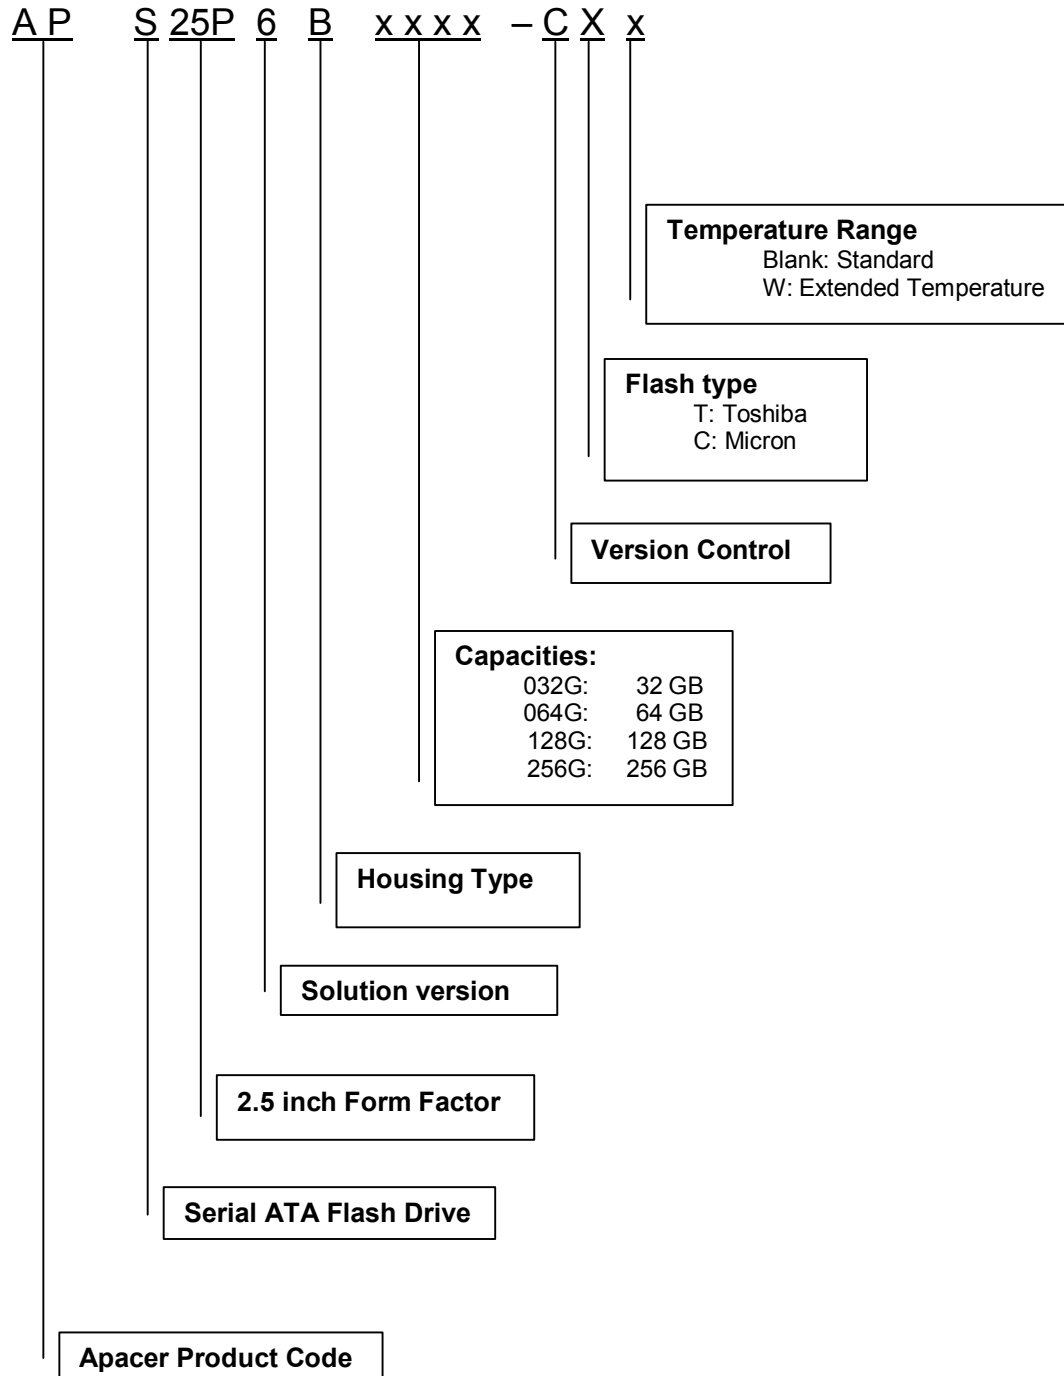 A P S 25P 6 B x x x x – C X x
Temperature Range
Blank: Standard
W: Extended Temperature
Flash type
T: Toshiba
C: Micron
Version Control
Capacities:
032G: 32 GB
064G: 64 GB
128G: 128 GB
256G: 256 GB
Housing Type
Solution version
2.5 inch Form Factor
Serial ATA Flash Drive
Apacer Product Code